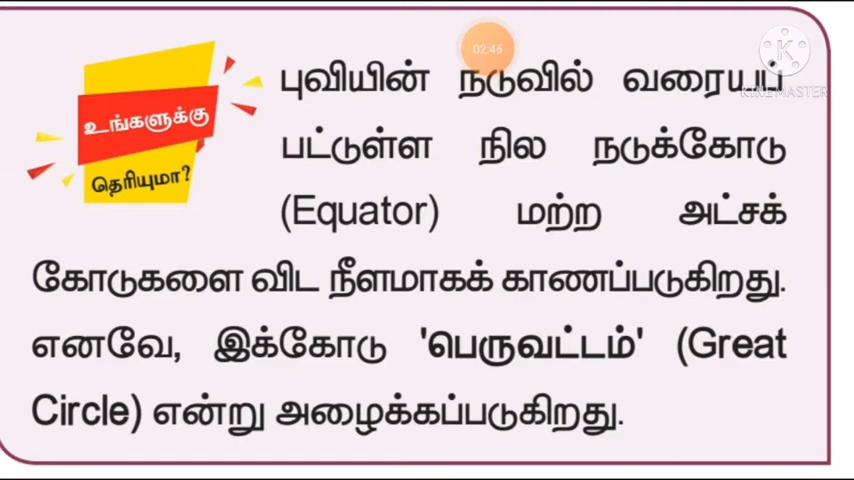 உங்களுக்கு
தெரியுமா?
புவியின் நடுவில் வரையப்
பட்டுள்ள நில நடுக்கோடு
(Equator) மற்ற அட்சக்
கோடுகளை விட நீளமாகக் காணப்படுகிறது.
எனவே, இக்கோடு 'பெருவட்டம்' (Great
Circle) என்று அழைக்கப்படுகிறது.
02:45
K
KINEMASTER